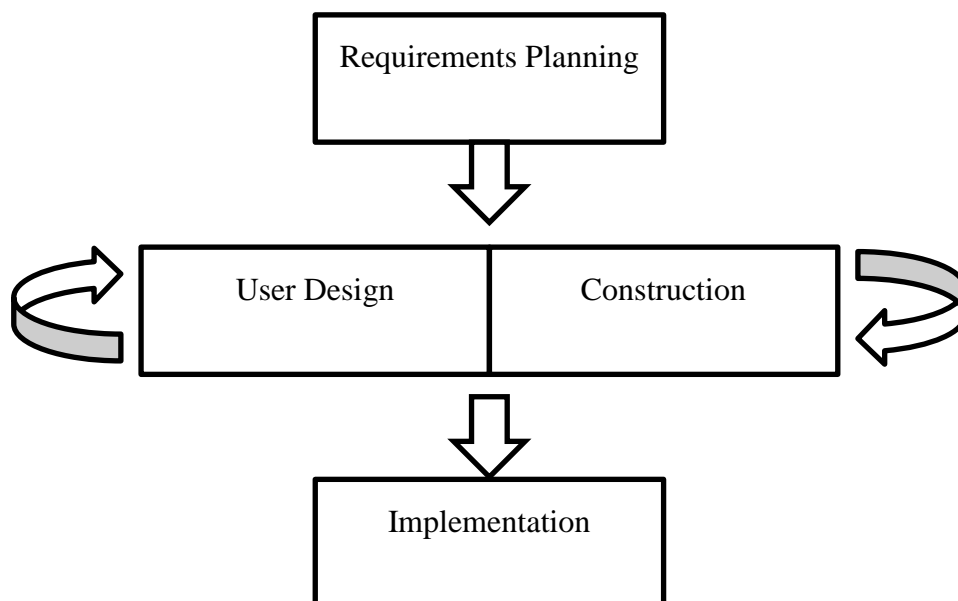 Requirements Planning
User Design
Construction
Implementation